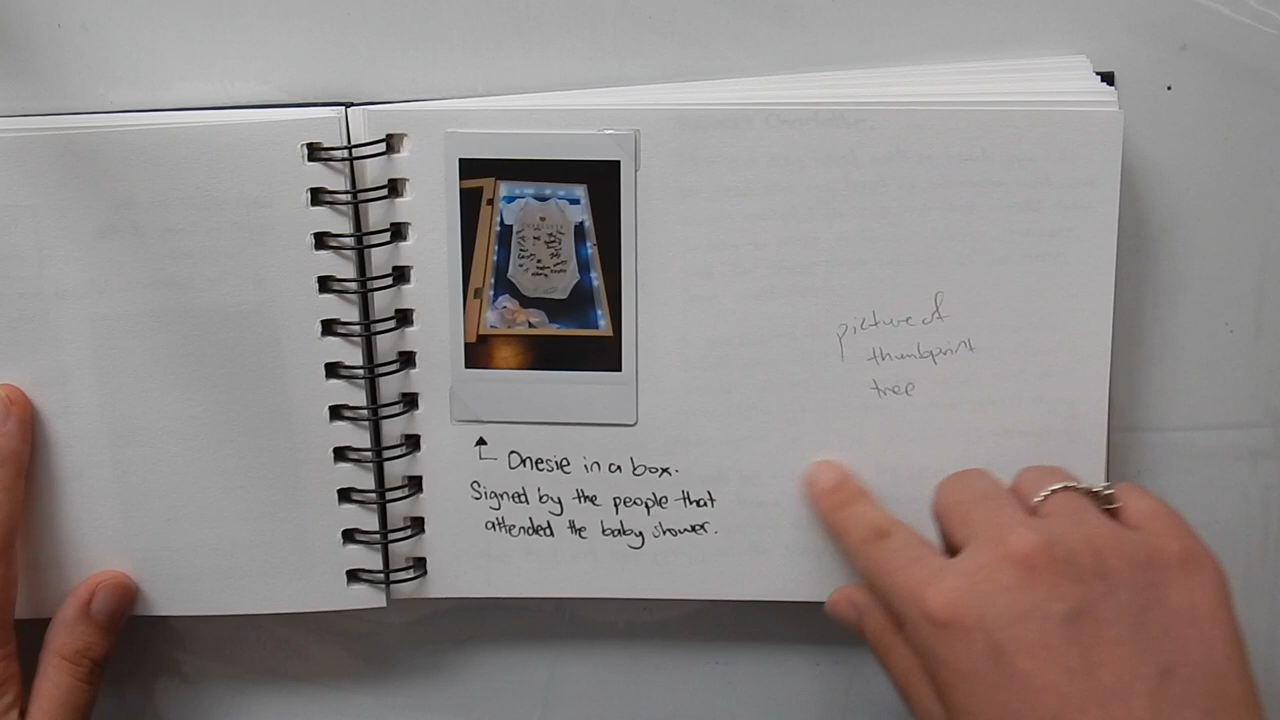 Onesie in a box.
Signed by the people that
attended the baby shower.
picture of
thumbprint
tree